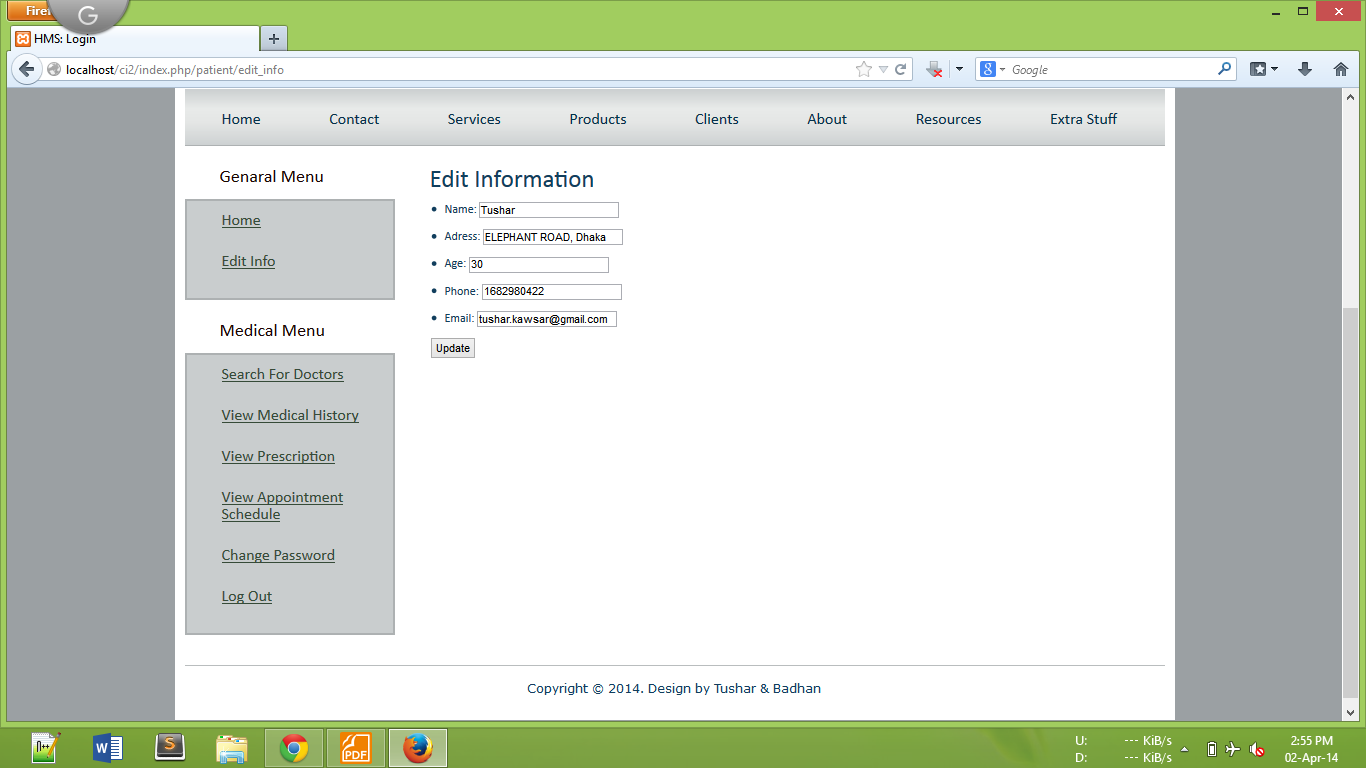 Firef
G
HMS: Login
localhost/ci2/index.php/patient/edit_info
Google
Home Contact Services Products Clients About Resources Extra Stuff
Genaral Menu
Home
Edit Info
Medical Menu
Search For Doctors
View Medical History
View Prescription
View Appointment
Schedule
Change Password
Log Out
Edit Information
Name: Tushar
Adress: ELEPHANT ROAD, Dhaka
Age: 30
Phone: 1682980422
Email: tushar.kawsar@gmail.com
Update
Copyright © 2014. Design by Tushar & Badhan
U: --- KiB/s
D: --- KiB/s
2:55 PM
02-Apr-14
PDF